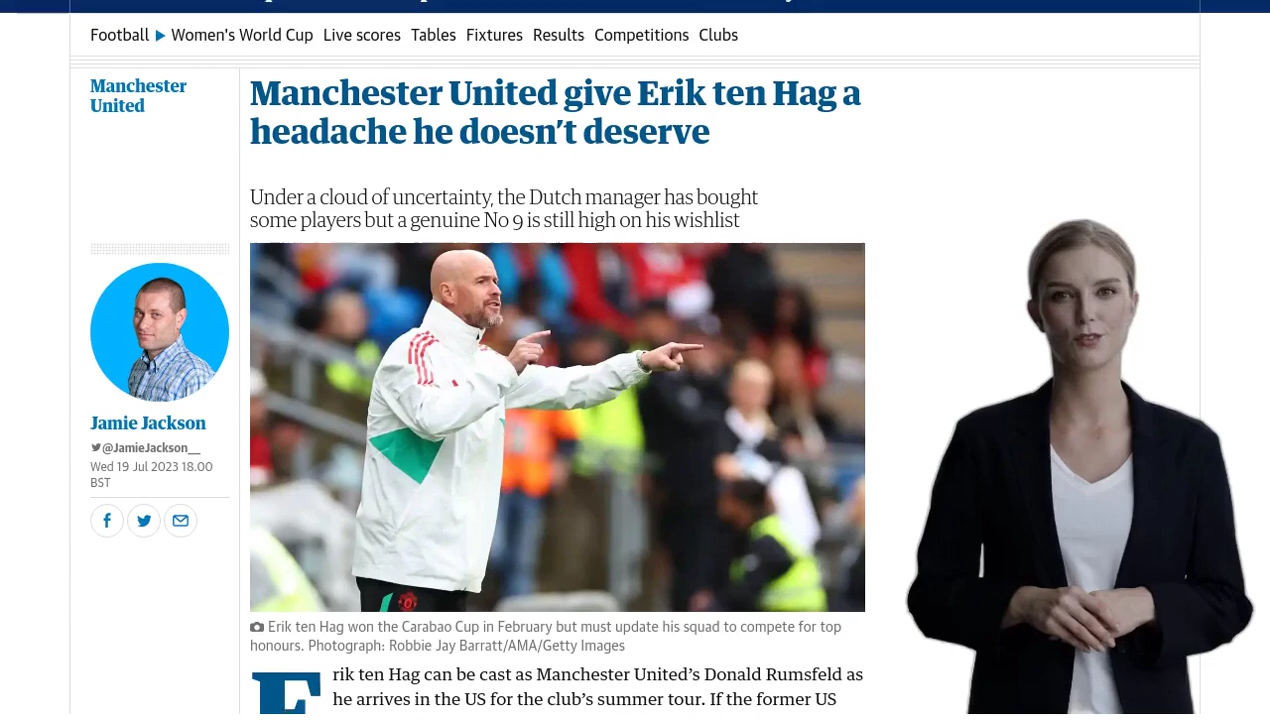 Football Women's World Cup Live scores Tables Fixtures Results Competitions Clubs
Manchester
United
Manchester United give Erik ten Hag a
headache he doesn't deserve
Under a cloud of uncertainty, the Dutch manager has bought
some players but a genuine No 9 is still high on his wishlist
Jamie Jackson
@JamieJackson__
Wed 19 Jul 2023 18.00
BST
Erik ten Hag won the Carabao Cup in February but must update his squad to compete for top
honours. Photograph: Robbie Jay Barratt/AMA/Getty Images
Erik ten Hag can be cast as Manchester United's Donald Rumsfeld as
he arrives in the US for the club's summer tour. If the former US